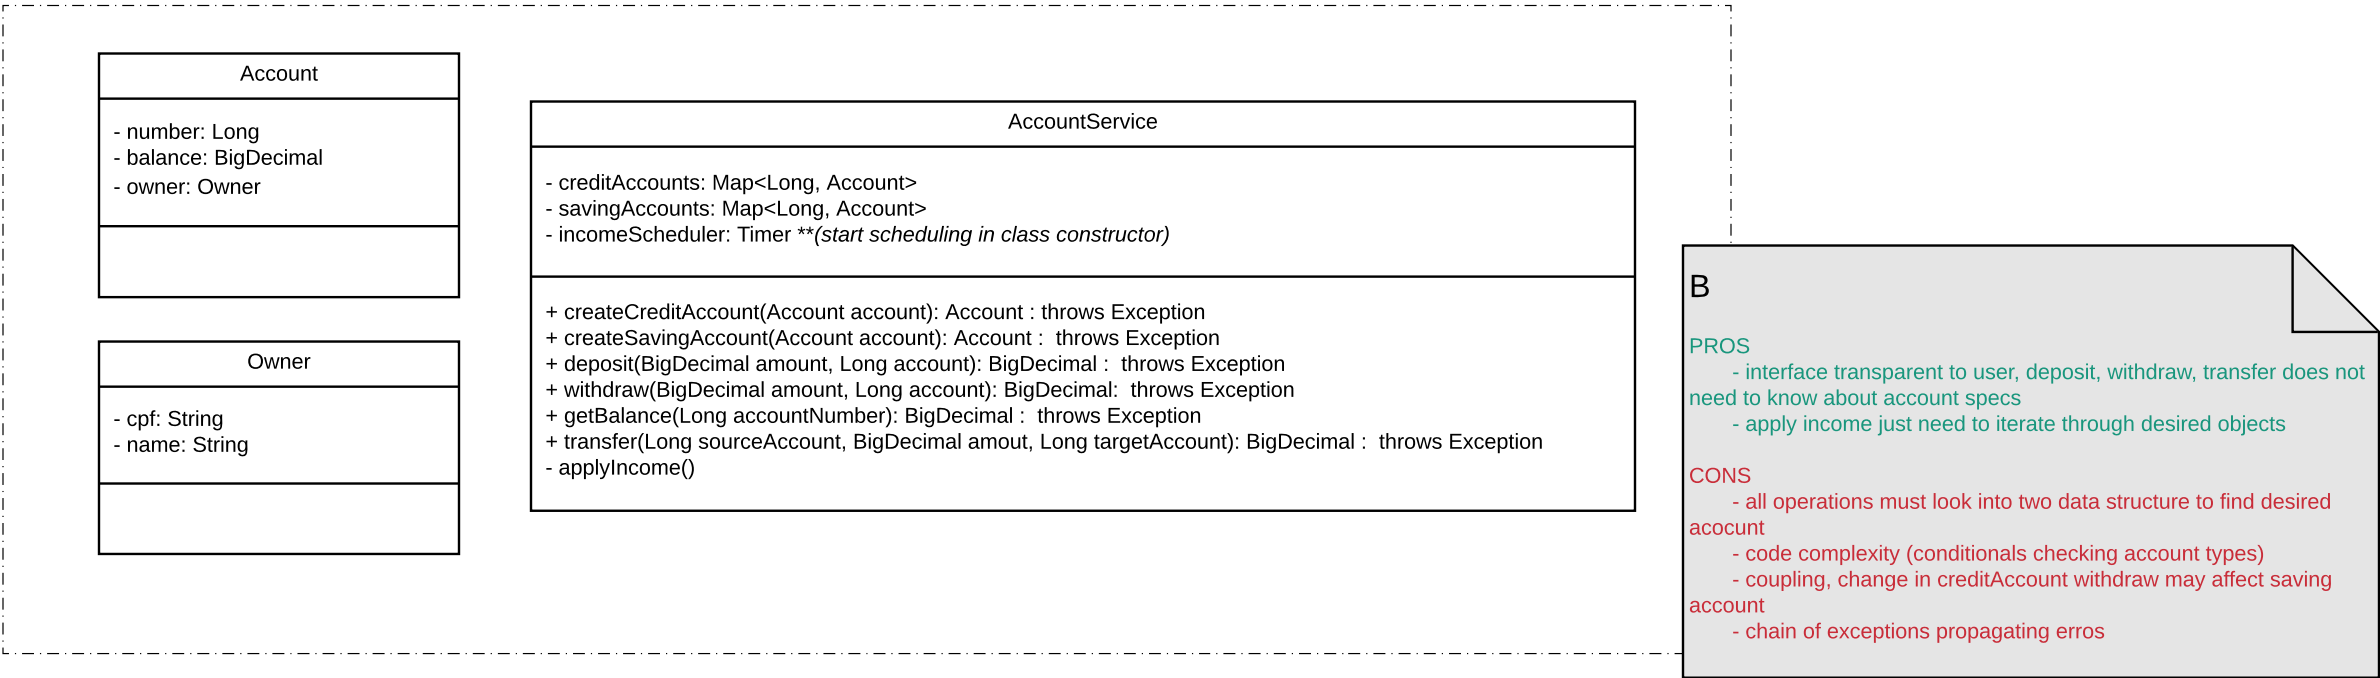 Account
- number: Long
- balance: BigDecimal
- owner: Owner
Owner
- cpf: String
- name: String
AccountService
- creditAccounts: Map<Long, Account>
- savingAccounts: Map<Long, Account>
- incomeScheduler: Timer **(start scheduling in class constructor)
+ createCreditAccount(Account account): Account : throws Exception
+ createSavingAccount(Account account): Account :  throws Exception
+ deposit(BigDecimal amount, Long account): BigDecimal :  throws Exception
+ withdraw(BigDecimal amount, Long account): BigDecimal:  throws Exception
+ getBalance(Long accountNumber): BigDecimal :  throws Exception
+ transfer(Long sourceAccount, BigDecimal amout, Long targetAccount): BigDecimal :  throws Exception
- applyIncome()
B
PROS
- interface transparent to user, deposit, withdraw, transfer does not
need to know about account specs
- apply income just need to iterate through desired objects
CONS
- all operations must look into two data structure to find desired
acocunt
- code complexity (conditionals checking account types)
- coupling, change in creditAccount withdraw may affect saving
account
- chain of exceptions propagating erros